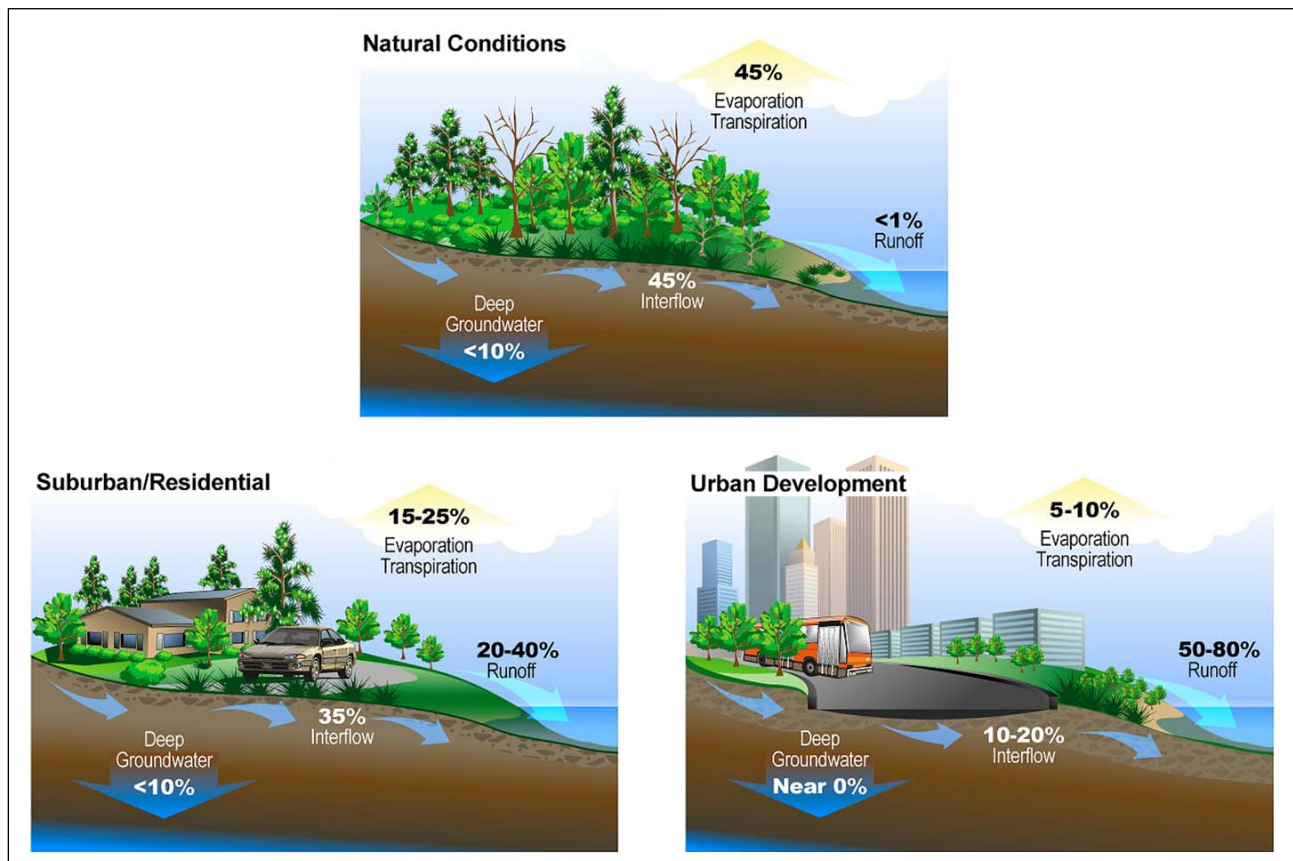 Natural Conditions
45%
Evaporation
Transpiration
<1%
Runoff
45%
Interflow
Deep
Groundwater
<10%
Suburban/Residential
15-25%
Evaporation
Transpiration
20-40%
Runoff
35%
Interflow
Deep
Groundwater
<10%
Urban Development
5-10%
Evaporation
Transpiration
50-80%
Runoff
10-20%
Interflow
Deep
Groundwater
Near 0%